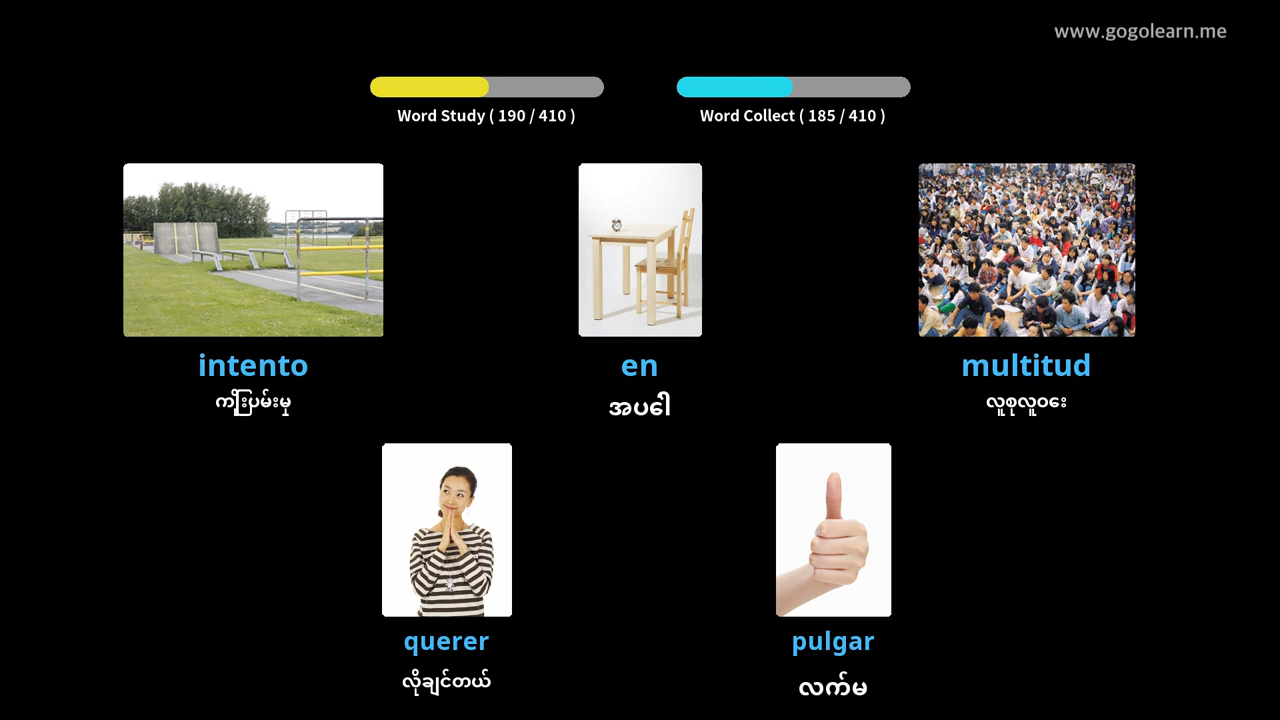 www.gogolearn.me
Word Study ( 190 / 410 )
Word Collect ( 185 / 410 )
intento
ကြိုးပမ်းမှု
en
အပေါ်
multitud
လူစုလူဝေး
querer
လိုချင်တယ်
pulgar
လက်မ